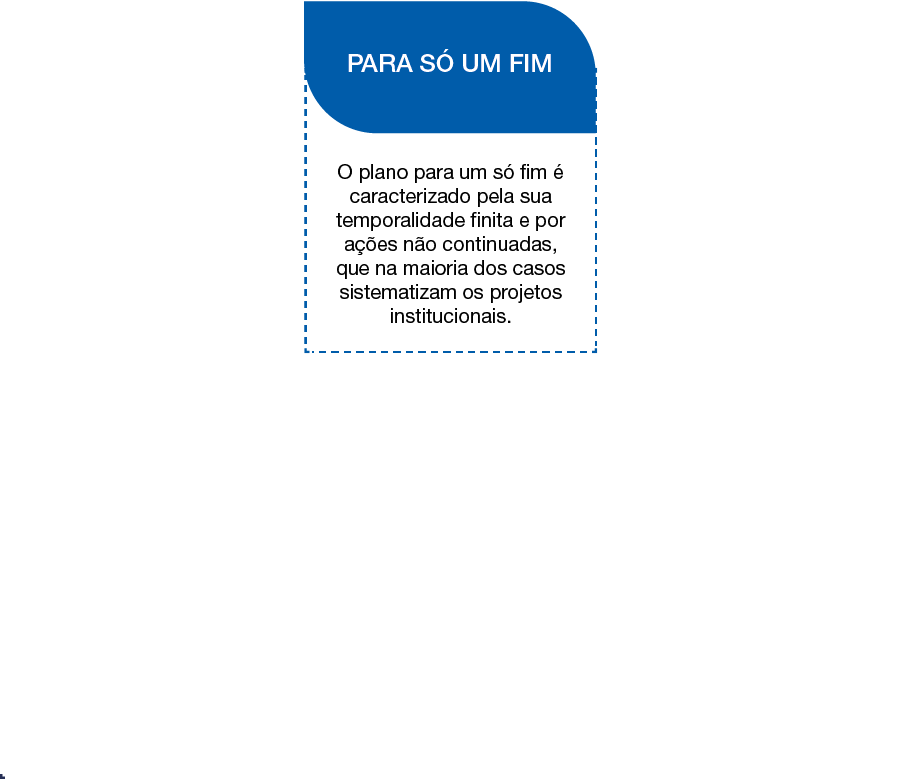 PARA SÓ UM FIM
O plano para um só fim é
caracterizado pela sua
temporalidade finita e por
ações não continuadas,
que na maioria dos casos
sistematizam os projetos
institucionais.